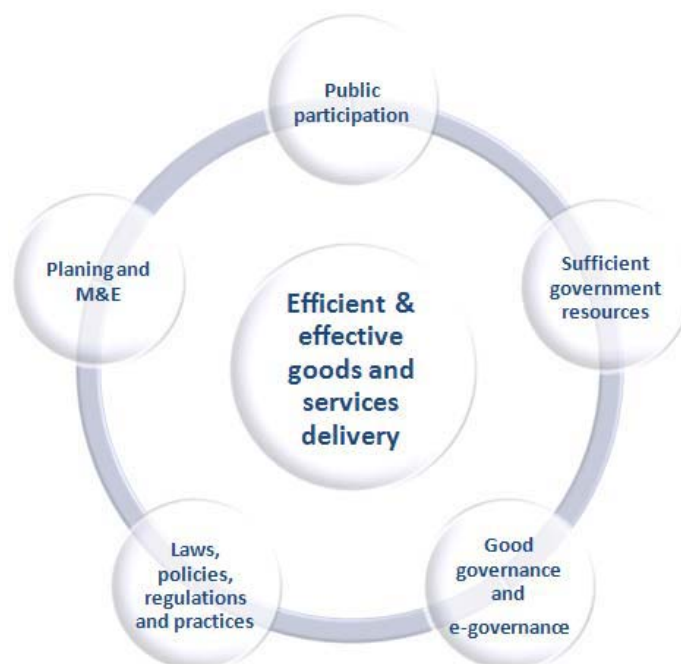 Public
participation
Sufficient
government
resources
Good
governance
and
e-governance
Laws,
policies,
regulations
and practices
Planing and
M&E
Efficient &
effective
goods and
services
delivery